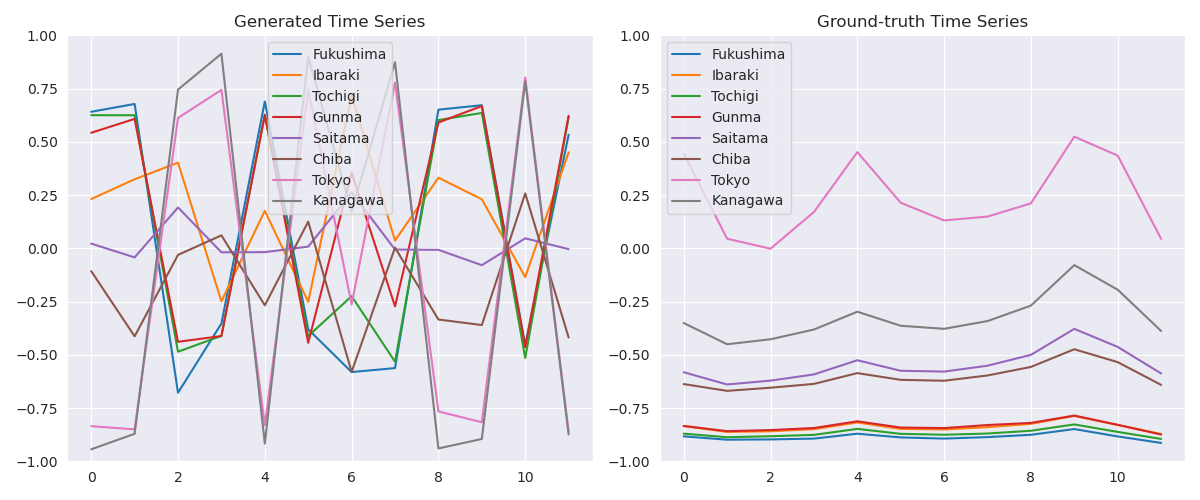 Generated Time Series
1.00
0.75
0.50
0.25
0.00
−0.25
−0.50
−0.75
−1.00
0
2
4
6
8
10
Fukushima
Ibaraki
Tochigi
Gunma
Saitama
Chiba
Tokyo
Kanagawa
Ground-truth Time Series
1.00
0.75
0.50
0.25
0.00
−0.25
−0.50
−0.75
−1.00
0
2
4
6
8
10
Fukushima
Ibaraki
Tochigi
Gunma
Saitama
Chiba
Tokyo
Kanagawa